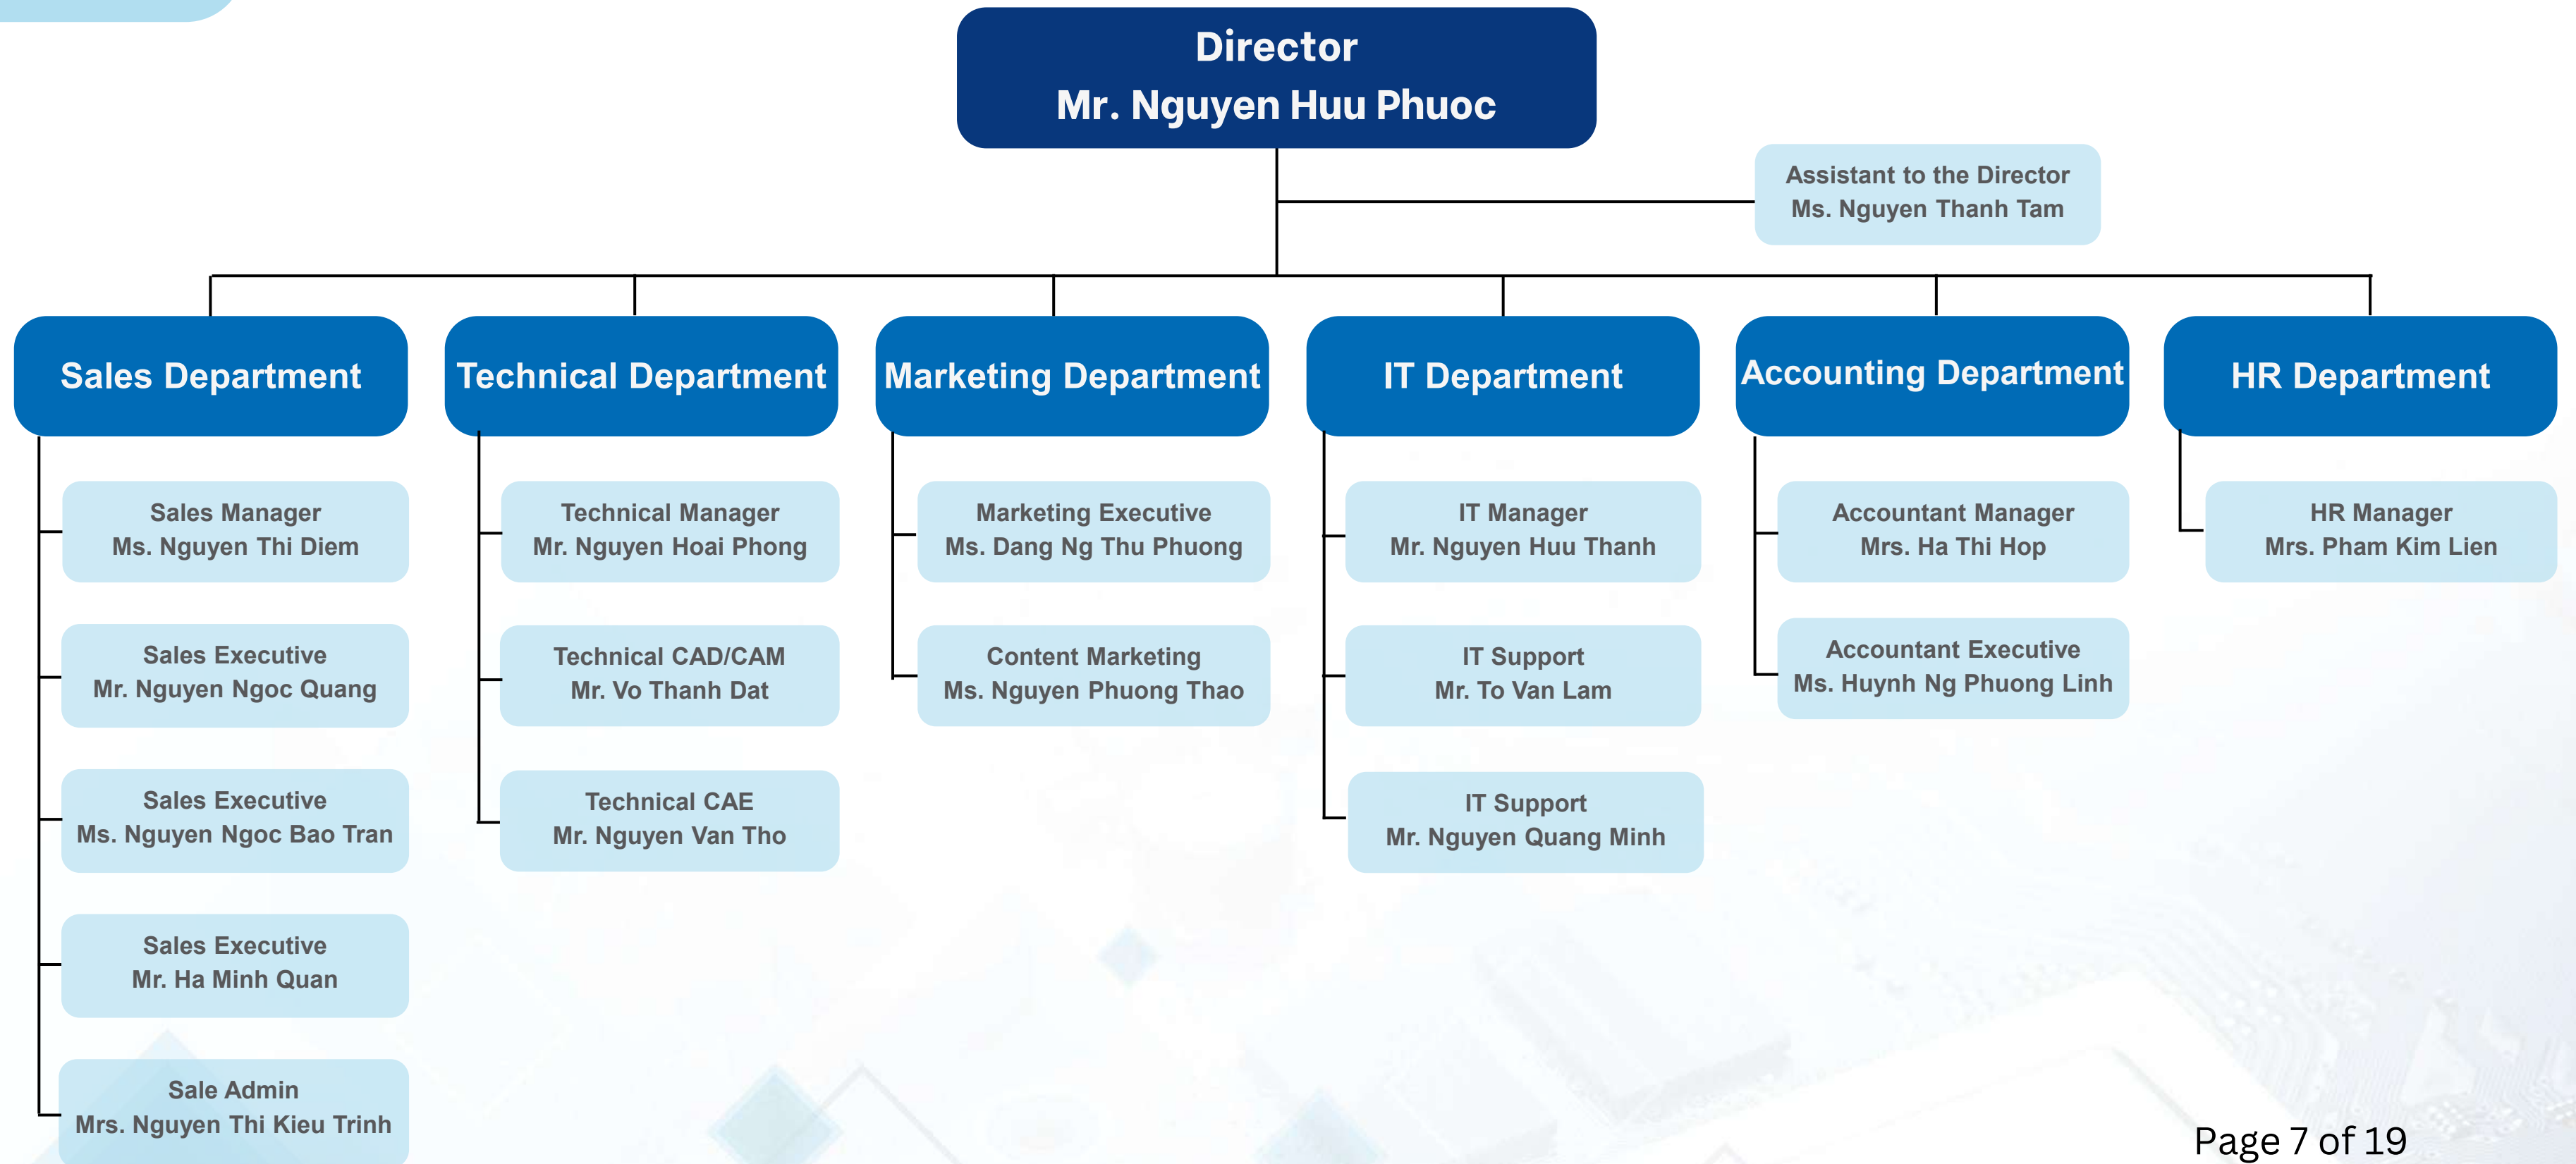 Director
Mr. Nguyen Huu Phuoc
Assistant to the Director
Ms. Nguyen Thanh Tam
Sales Department
Technical Department
Marketing Department
IT Department
Accounting Department
HR Department
Sales Manager
Ms. Nguyen Thi Diem
Sales Executive
Mr. Nguyen Ngoc Quang
Sales Executive
Ms. Nguyen Ngoc Bao Tran
Sales Executive
Mr. Ha Minh Quan
Sale Admin
Mrs. Nguyen Thi Kieu Trinh
Technical Manager
Mr. Nguyen Hoai Phong
Technical CAD/CAM
Mr. Vo Thanh Dat
Technical CAE
Mr. Nguyen Van Tho
Marketing Executive
Ms. Dang Ng Thu Phuong
Content Marketing
Ms. Nguyen Phuong Thao
IT Manager
Mr. Nguyen Huu Thanh
IT Support
Mr. To Van Lam
IT Support
Mr. Nguyen Quang Minh
Accountant Manager
Mrs. Ha Thi Hop
Accountant Executive
Ms. Huynh Ng Phuong Linh
HR Manager
Mrs. Pham Kim Lien
Page 7 of 19